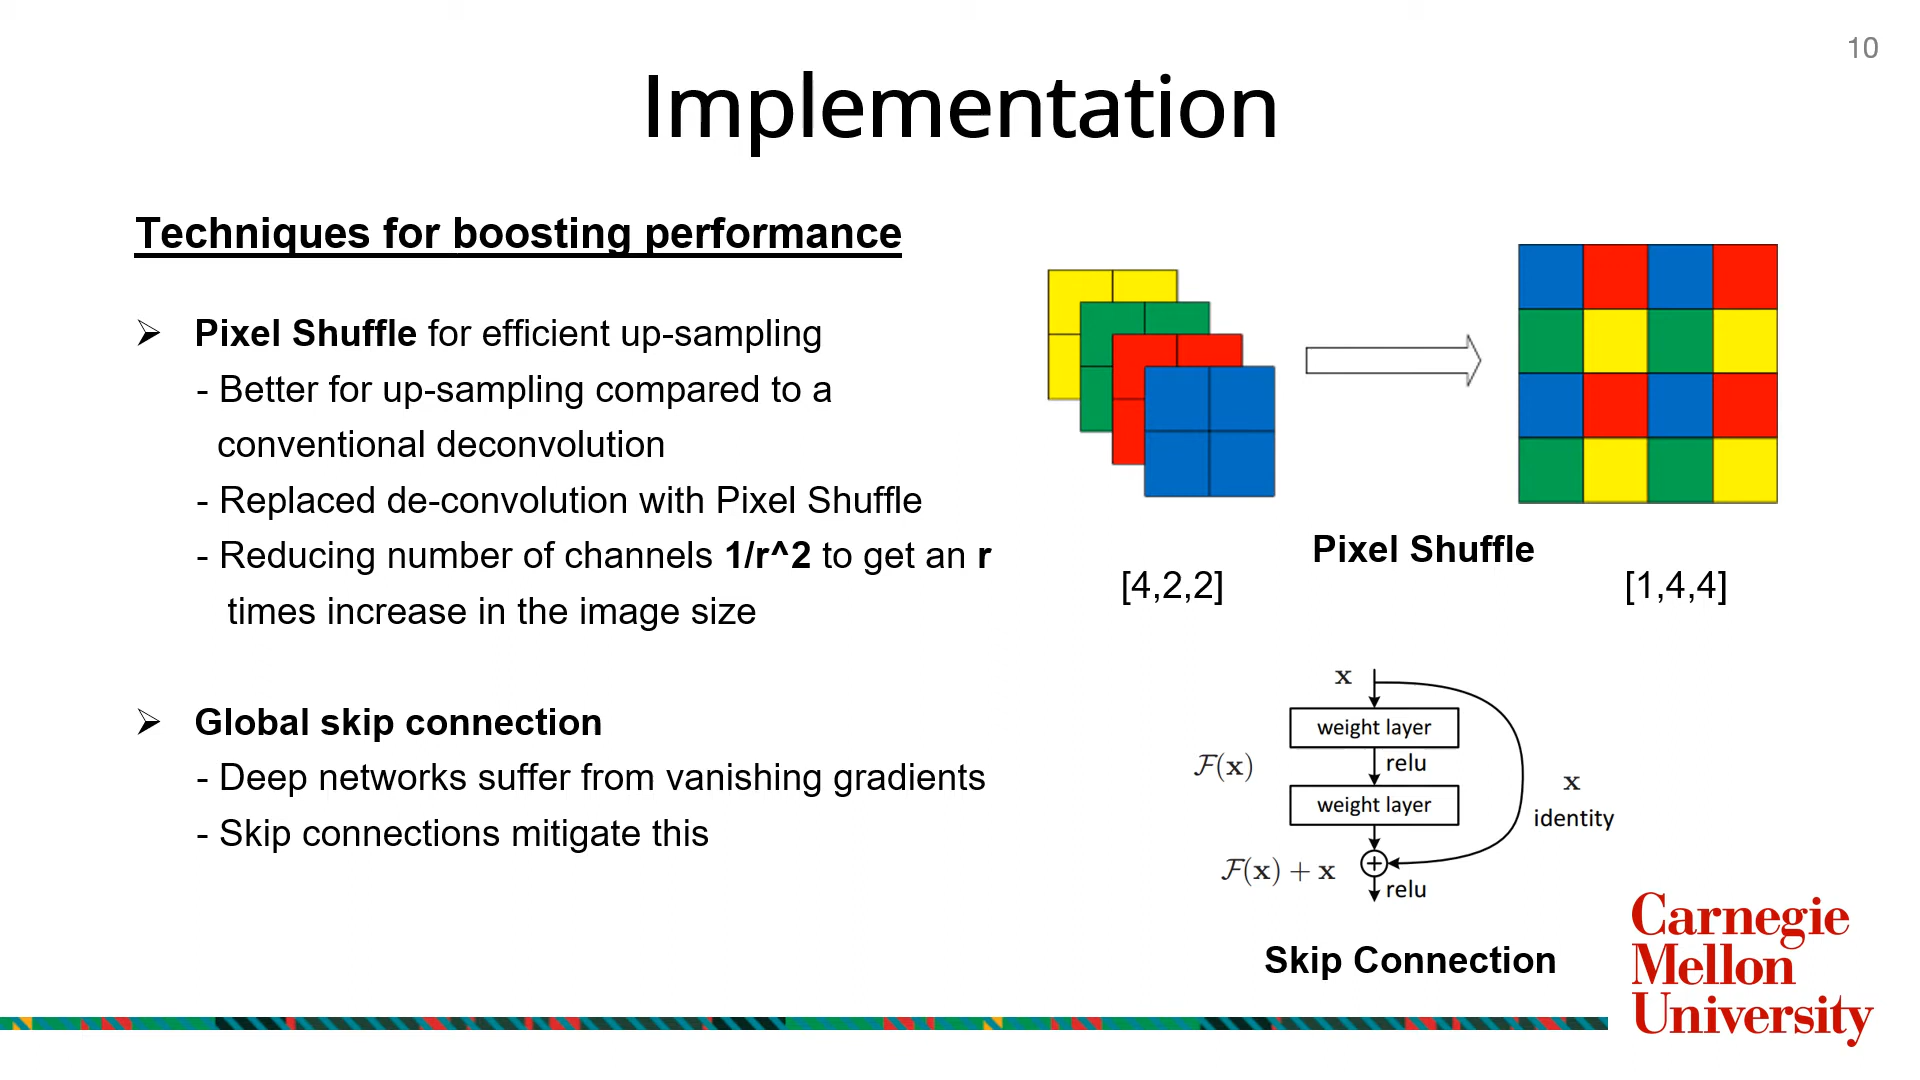 10
Implementation
Techniques for boosting performance
➢ Pixel Shuffle for efficient up-sampling
- Better for up-sampling compared to a
conventional deconvolution
- Replaced de-convolution with Pixel Shuffle
- Reducing number of channels 1/r^2 to get an r
times increase in the image size
➢ Global skip connection
- Deep networks suffer from vanishing gradients
- Skip connections mitigate this
Pixel Shuffle
[4,2,2]
[1,4,4]
x
weight layer
F(x)
relu
weight layer
x
identity
F(x) + x
relu
Skip Connection
Carnegie
Mellon
University